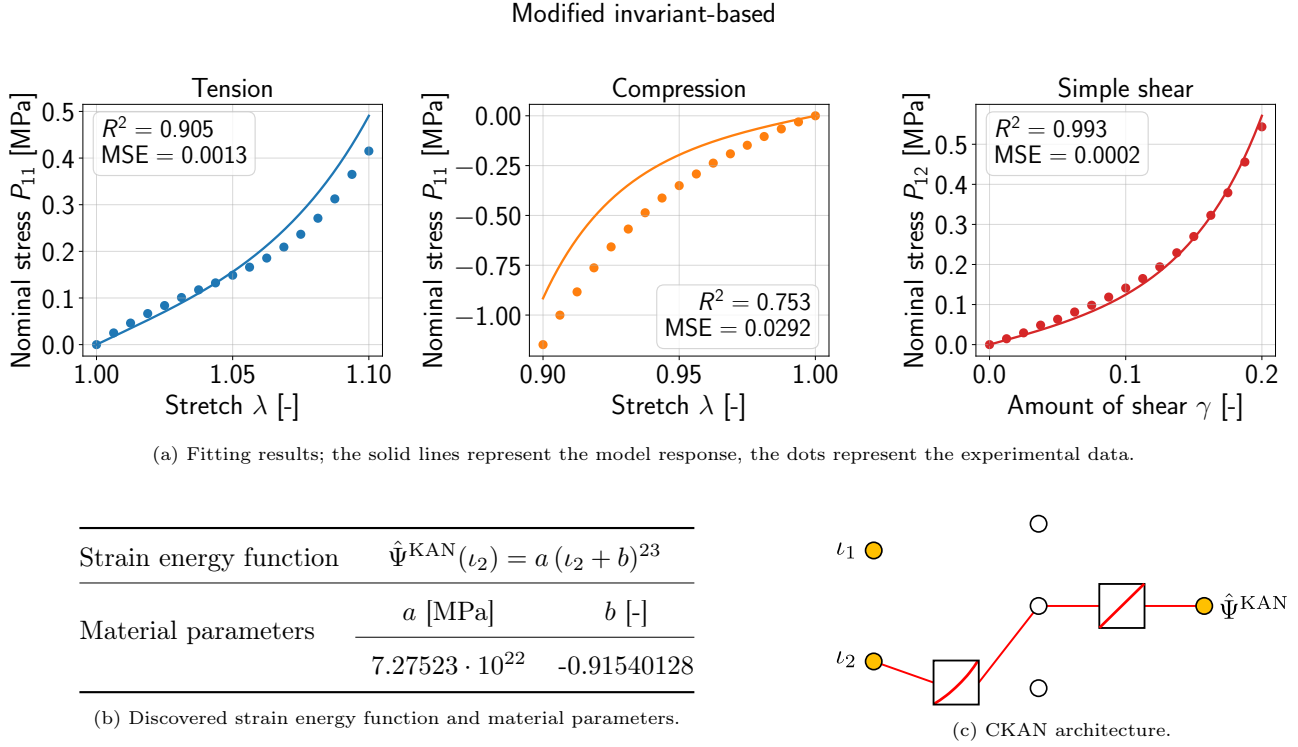 Modified invariant-based
Tension
Nominal stress P₁₁ [MPa]
0.5
0.4
0.3
0.2
0.1
0.0
R² = 0.905
MSE = 0.0013
1.00 1.05 1.10
Stretch λ [-]
Compression
Nominal stress P₁₁ [MPa]
0.00
−0.25
−0.50
−0.75
−1.00
R² = 0.753
MSE = 0.0292
0.90 0.95 1.00
Stretch λ [-]
Simple shear
Nominal stress P₁₂ [MPa]
0.5
0.4
0.3
0.2
0.1
0.0
R² = 0.993
MSE = 0.0002
0.0 0.1 0.2
Amount of shear γ [-]
(a) Fitting results; the solid lines represent the model response, the dots represent the experimental data.
Strain energy function Ψ̂ᴷᴬᴺ(ι₂) = a (ι₂ + b)²³
Material parameters
a [MPa] b [-]
7.27523 · 10²² -0.91540128
(b) Discovered strain energy function and material parameters.
ι₁
ι₂
Ψ̂ᴷᴬᴺ
(c) CKAN architecture.